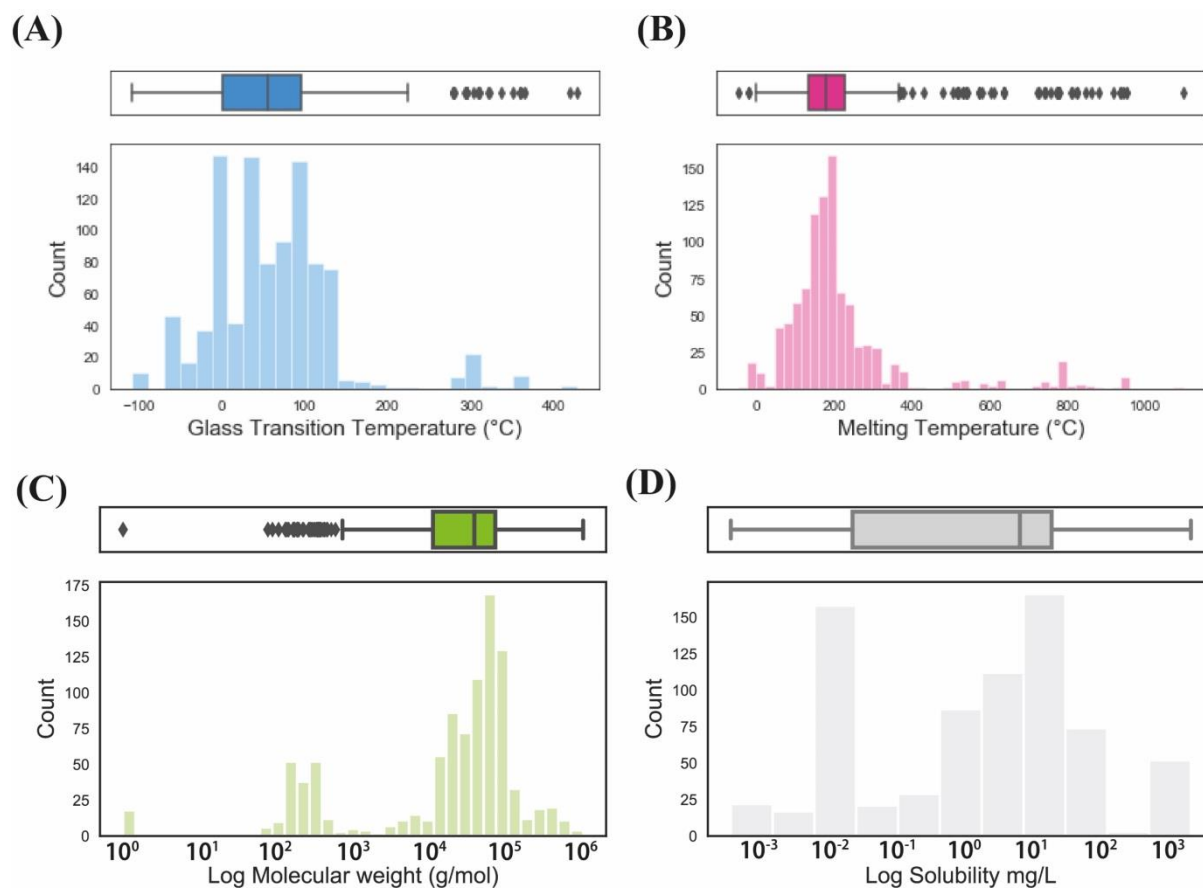 (A)
140
120
100
80
60
40
20
0
Count
−100 0 100 200 300 400
Glass Transition Temperature (°C)
(B)
150
125
100
75
50
25
0
Count
0 200 400 600 800 1000
Melting Temperature (°C)
(C)
175
150
125
100
75
50
25
0
Count
10⁰ 10¹ 10² 10³ 10⁴ 10⁵ 10⁶
Log Molecular weight (g/mol)
(D)
150
125
100
75
50
25
0
Count
10⁻³ 10⁻² 10⁻¹ 10⁰ 10¹ 10² 10³
Log Solubility mg/L